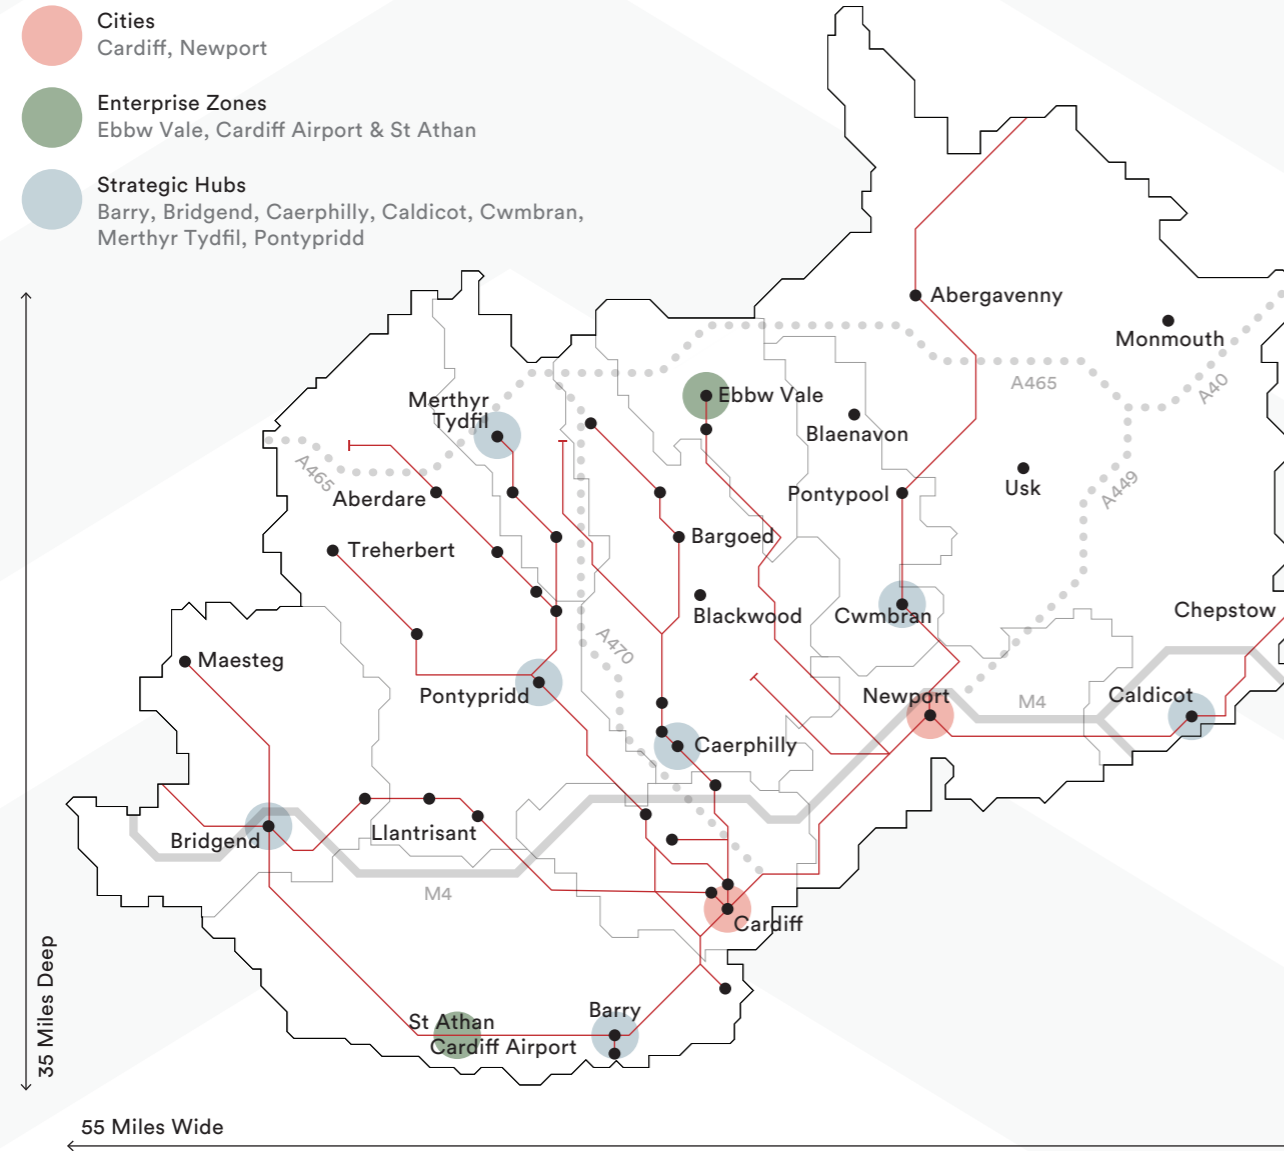 Cities
Cardiff, Newport
Enterprise Zones
Ebbw Vale, Cardiff Airport & St Athan
Strategic Hubs
Barry, Bridgend, Caerphilly, Caldicot, Cwmbran,
Merthyr Tydfil, Pontypridd
Abergavenny
Monmouth
A465
A40
Merthyr
Tydfil
Ebbw Vale
Blaenavon
A465
Aberdare
Pontypool
Usk
A449
Treherbert
Bargoed
Blackwood
Cwmbran
Chepstow
A470
Maesteg
Pontypridd
Newport
M4
Caldicot
Caerphilly
Bridgend
Llantrisant
M4
Cardiff
St Athan
Cardiff Airport
Barry
35 Miles Deep
55 Miles Wide